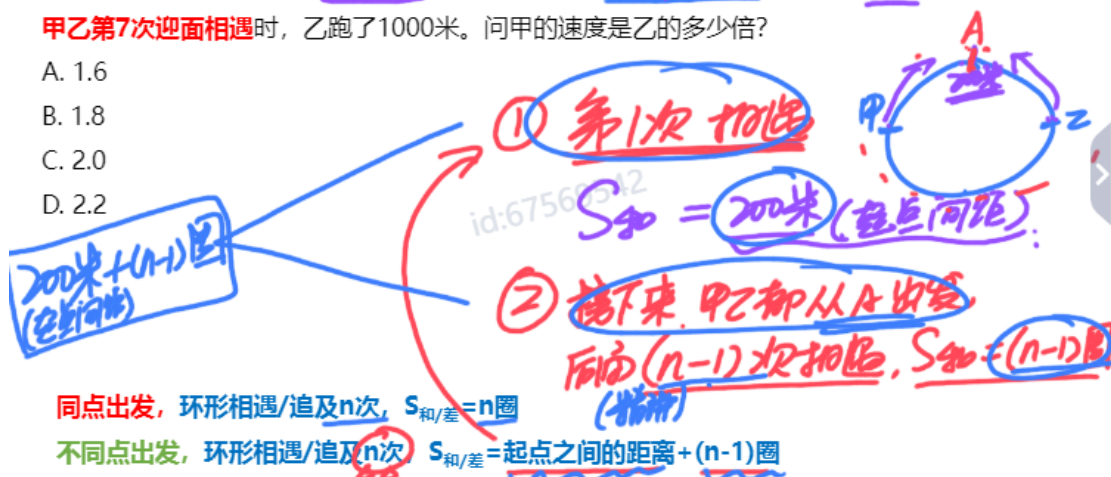 甲乙第7次迎面相遇时，乙跑了1000米。问甲的速度是乙的多少倍？
A. 1.6
B. 1.8
C. 2.0
D. 2.2
A
200米
甲
乙
① 第1次相遇
id:67569342
S和 = 200米 (起点间距)
200米+(n-1)圈
(起点间距)
② 接下来, 甲乙都从A出发,
后面(n-1)次相遇, S和=(n-1)圈
同点出发，环形相遇/追及n次，S和/差=n圈
不同点出发，环形相遇/追及n次，S和/差=起点之间的距离+(n-1)圈